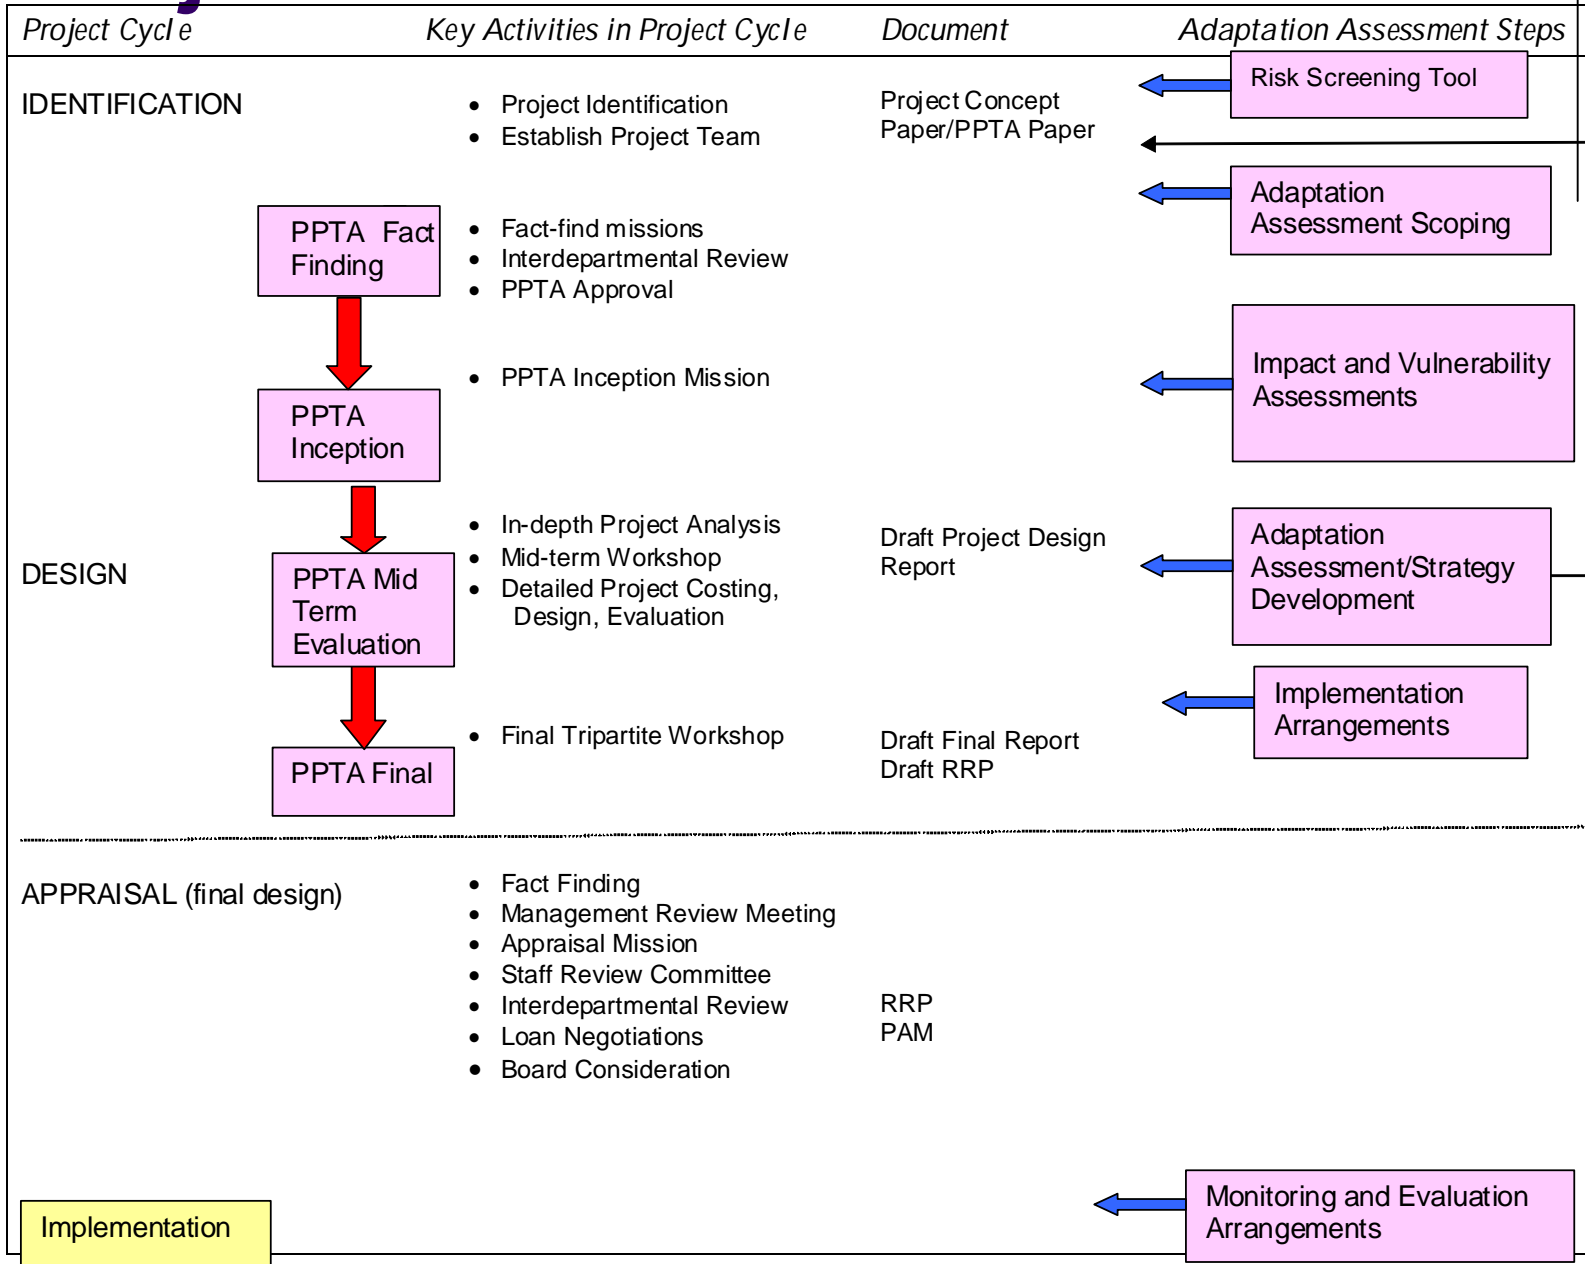 Project Cycle Key Activities in Project Cycle Document Adaptation Assessment Steps
IDENTIFICATION
• Project Identification
• Establish Project Team
Project Concept
Paper/PPTA Paper
Risk Screening Tool
Adaptation
Assessment Scoping
PPTA Fact
Finding
• Fact-find missions
• Interdepartmental Review
• PPTA Approval
PPTA
Inception
• PPTA Inception Mission
Impact and Vulnerability
Assessments
DESIGN
PPTA Mid
Term
Evaluation
• In-depth Project Analysis
• Mid-term Workshop
• Detailed Project Costing,
Design, Evaluation
Draft Project Design
Report
Adaptation
Assessment/Strategy
Development
PPTA Final
• Final Tripartite Workshop
Draft Final Report
Draft RRP
Implementation
Arrangements
APPRAISAL (final design)
• Fact Finding
• Management Review Meeting
• Appraisal Mission
• Staff Review Committee
• Interdepartmental Review
• Loan Negotiations
• Board Consideration
RRP
PAM
Implementation
Monitoring and Evaluation
Arrangements